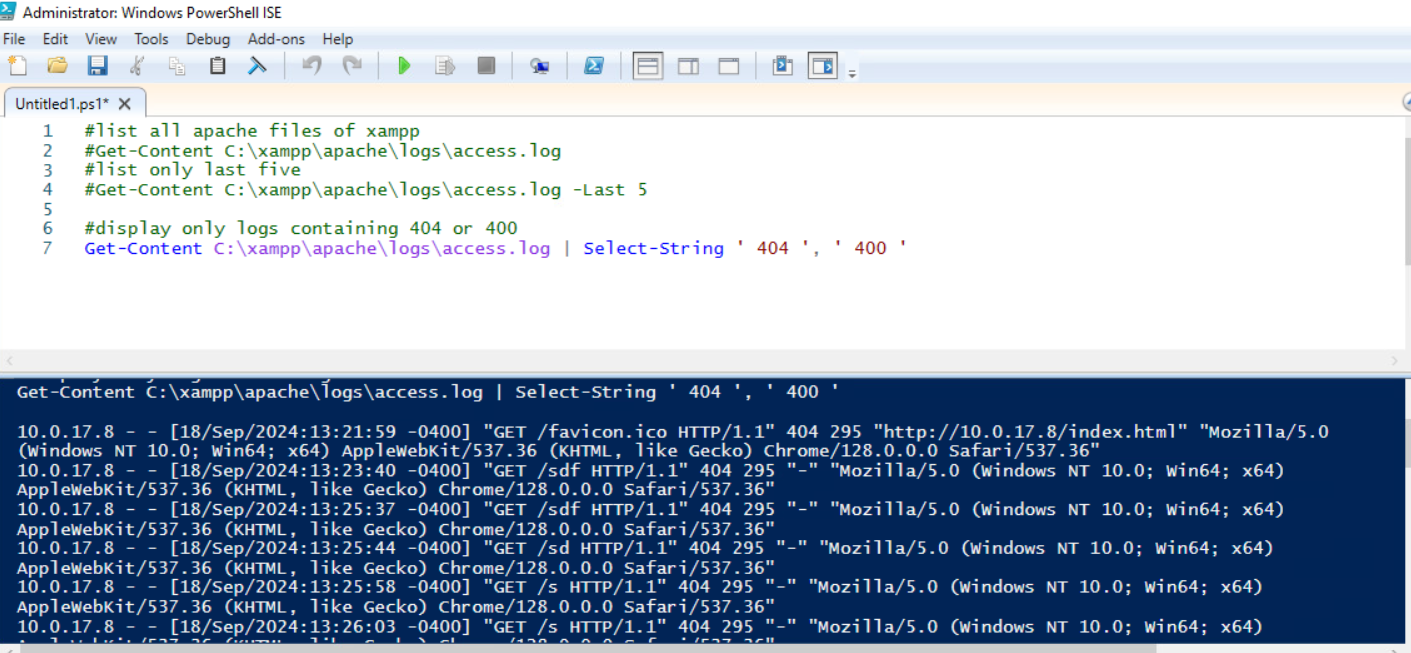 Administrator: Windows PowerShell ISE
File Edit View Tools Debug Add-ons Help
Untitled1.ps1* X
1 #list all apache files of xampp
2 #Get-Content C:\xampp\apache\logs\access.log
3 #list only last five
4 #Get-Content C:\xampp\apache\logs\access.log -Last 5
5
6 #display only logs containing 404 or 400
7 Get-Content C:\xampp\apache\logs\access.log | Select-String ' 404 ', ' 400 '
Get-Content C:\xampp\apache\logs\access.log | Select-String ' 404 ', ' 400 '
10.0.17.8 - - [18/Sep/2024:13:21:59 -0400] "GET /favicon.ico HTTP/1.1" 404 295 "http://10.0.17.8/index.html" "Mozilla/5.0
(Windows NT 10.0; Win64; x64) AppleWebKit/537.36 (KHTML, like Gecko) Chrome/128.0.0.0 Safari/537.36"
10.0.17.8 - - [18/Sep/2024:13:23:40 -0400] "GET /sdf HTTP/1.1" 404 295 "-" "Mozilla/5.0 (Windows NT 10.0; Win64; x64)
AppleWebKit/537.36 (KHTML, like Gecko) Chrome/128.0.0.0 Safari/537.36"
10.0.17.8 - - [18/Sep/2024:13:25:37 -0400] "GET /sdf HTTP/1.1" 404 295 "-" "Mozilla/5.0 (Windows NT 10.0; Win64; x64)
AppleWebKit/537.36 (KHTML, like Gecko) Chrome/128.0.0.0 Safari/537.36"
10.0.17.8 - - [18/Sep/2024:13:25:44 -0400] "GET /sd HTTP/1.1" 404 295 "-" "Mozilla/5.0 (Windows NT 10.0; Win64; x64)
AppleWebKit/537.36 (KHTML, like Gecko) Chrome/128.0.0.0 Safari/537.36"
10.0.17.8 - - [18/Sep/2024:13:25:58 -0400] "GET /s HTTP/1.1" 404 295 "-" "Mozilla/5.0 (Windows NT 10.0; Win64; x64)
AppleWebKit/537.36 (KHTML, like Gecko) Chrome/128.0.0.0 Safari/537.36"
10.0.17.8 - - [18/Sep/2024:13:26:03 -0400] "GET /s HTTP/1.1" 404 295 "-" "Mozilla/5.0 (Windows NT 10.0; Win64; x64)